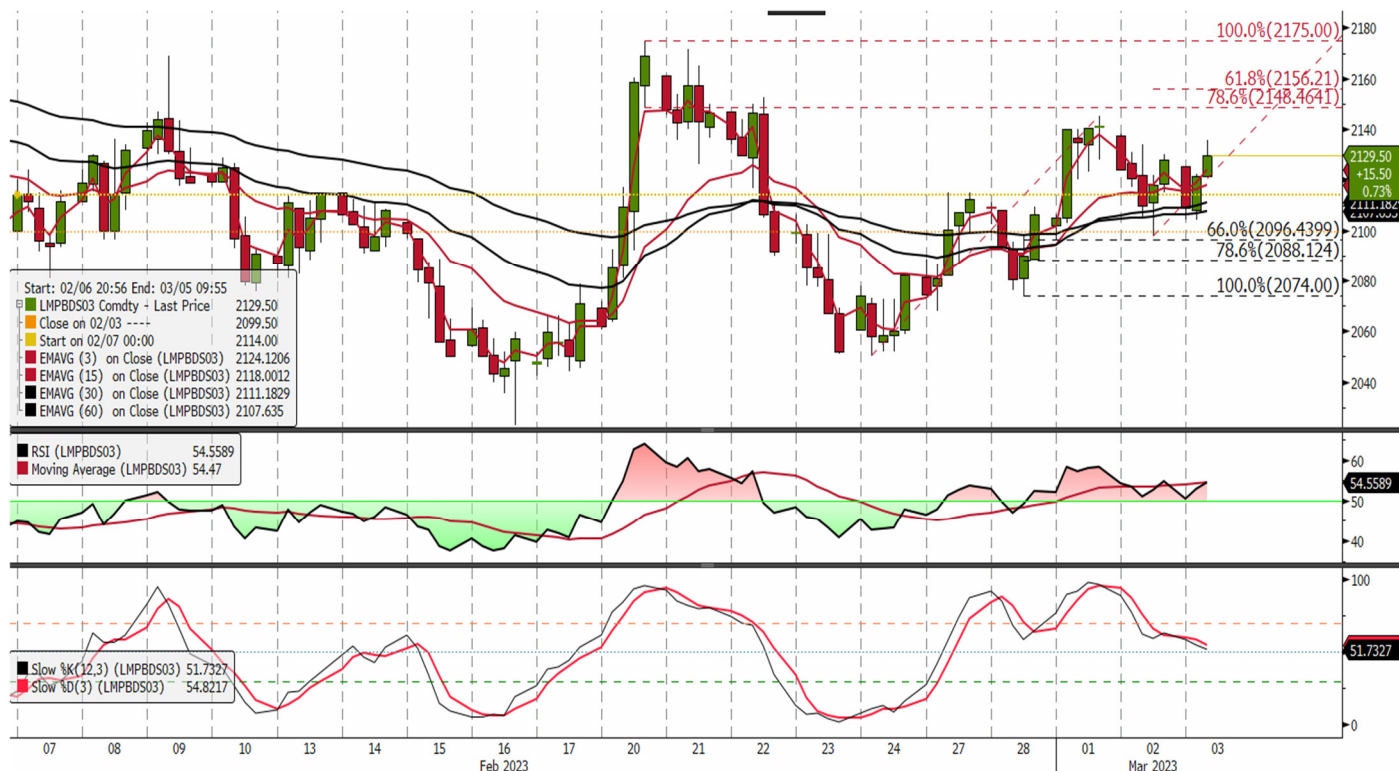 2180
100.0%(2175.00)
2160
61.8%(2156.21)
78.6%(2148.4641)
2140
2129.50
+15.50
0.73%
2111.182
66.0%(2096.4399)
2100
78.6%(2088.124)
2080
100.0%(2074.00)
2060
2040
Start: 02/06 20:56 End: 03/05 09:55
LMPBDS03 Comdty - Last Price 2129.50
Close on 02/03 ---- 2099.50
Start on 02/07 00:00 2114.00
EMAVG (3) on Close (LMPBDS03) 2124.1206
EMAVG (15) on Close (LMPBDS03) 2118.0012
EMAVG (30) on Close (LMPBDS03) 2111.1829
EMAVG (60) on Close (LMPBDS03) 2107.635
RSI (LMPBDS03) 54.5589
Moving Average (LMPBDS03) 54.47
60
54.5589
50
40
100
Slow %K(12,3) (LMPBDS03) 51.7327
Slow %D(3) (LMPBDS03) 54.8217
51.7327
0
07 08 09 10 13 14 15 16 17 20 21 22 23 24 27 28 01 02 03
Feb 2023 Mar 2023